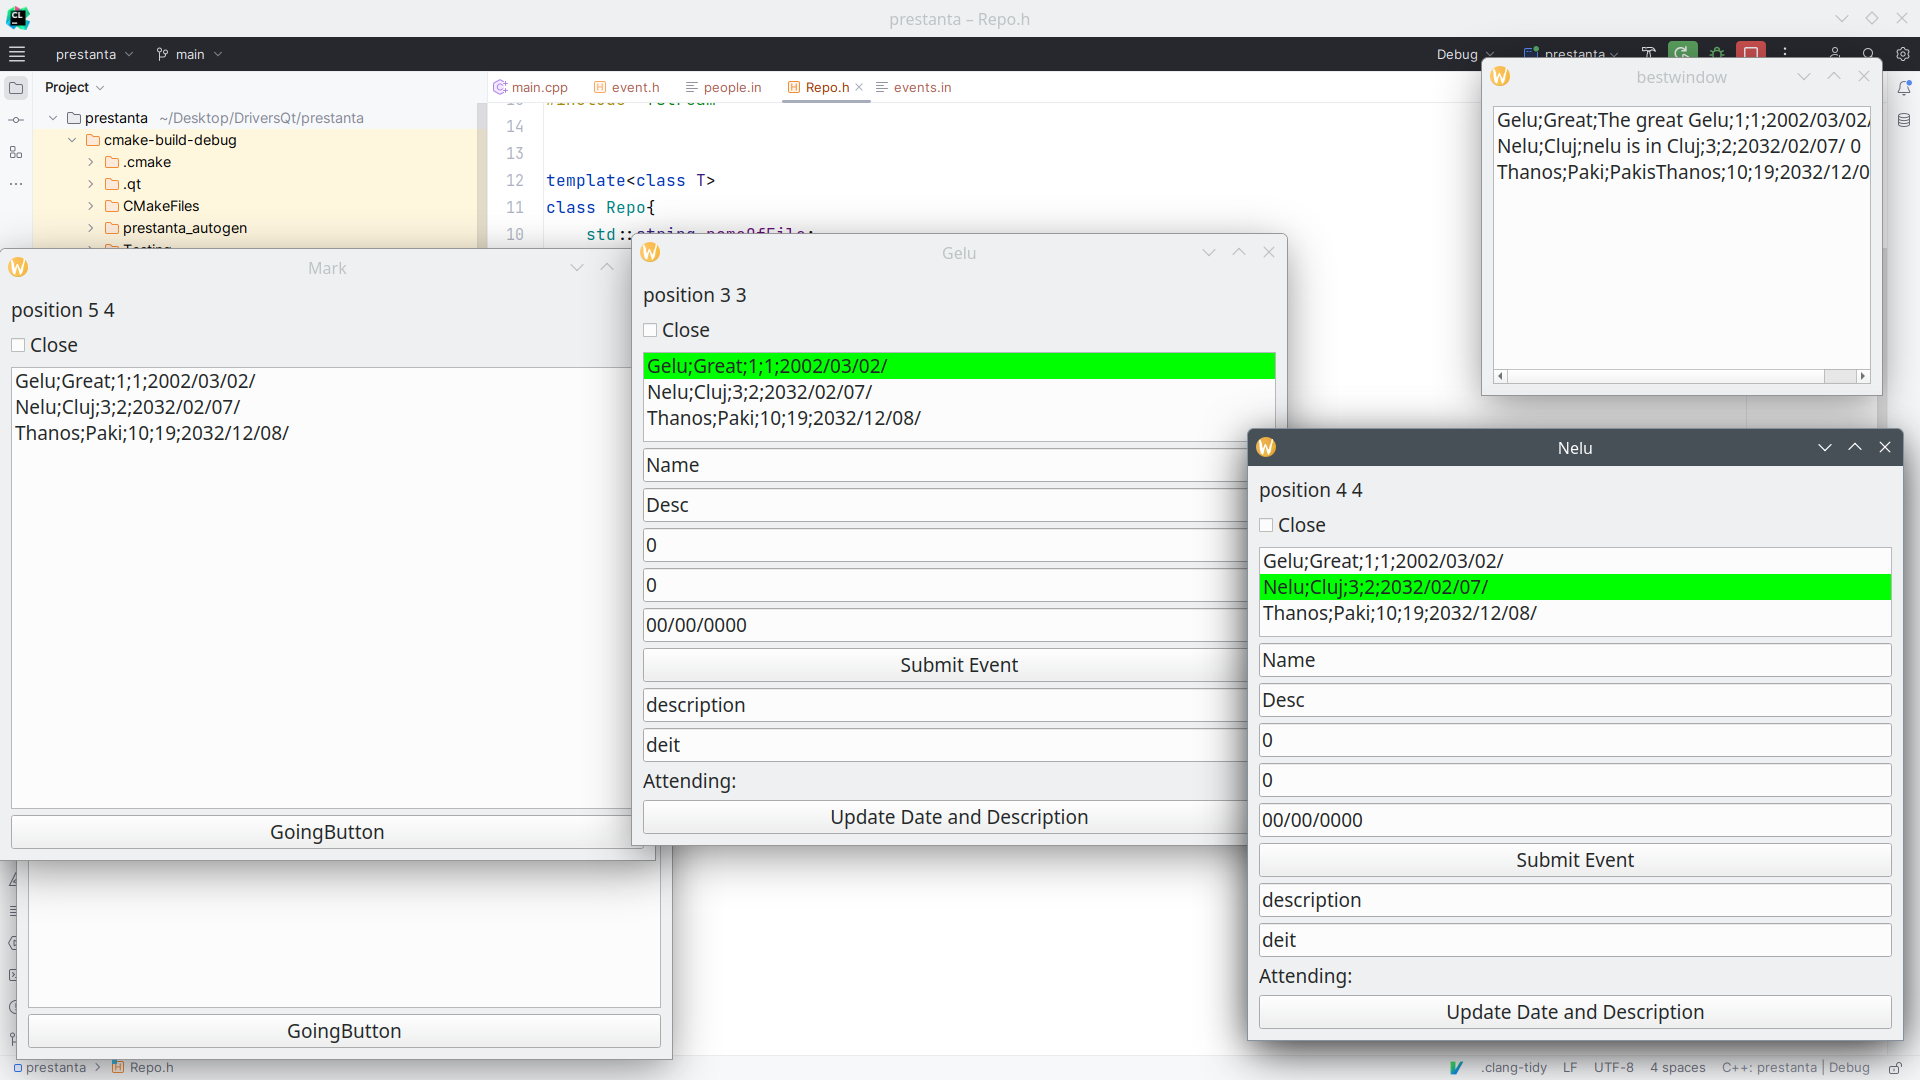 prestanta – Repo.h
prestanta
main
Debug
prestanta
Project
main.cpp
event.h
people.in
Repo.h
events.in
prestanta ~/Desktop/DriversQt/prestanta
cmake-build-debug
.cmake
.qt
CMakeFiles
prestanta_autogen
14
13
12 template<class T>
11 class Repo{
10 std::string nameOfFile;
bestwindow
Gelu;Great;The great Gelu;1;1;2002/03/02/
Nelu;Cluj;nelu is in Cluj;3;2;2032/02/07/ 0
Thanos;Paki;PakisThanos;10;19;2032/12/0
Mark
position 5 4
Close
Gelu;Great;1;1;2002/03/02/
Nelu;Cluj;3;2;2032/02/07/
Thanos;Paki;10;19;2032/12/08/
GoingButton
GoingButton
Gelu
position 3 3
Close
Gelu;Great;1;1;2002/03/02/
Nelu;Cluj;3;2;2032/02/07/
Thanos;Paki;10;19;2032/12/08/
Name
Desc
0
0
00/00/0000
Submit Event
description
deit
Attending:
Update Date and Description
Nelu
position 4 4
Close
Gelu;Great;1;1;2002/03/02/
Nelu;Cluj;3;2;2032/02/07/
Thanos;Paki;10;19;2032/12/08/
Name
Desc
0
0
00/00/0000
Submit Event
description
deit
Attending:
Update Date and Description
prestanta > Repo.h
.clang-tidy LF UTF-8 4 spaces C++: prestanta | Debug